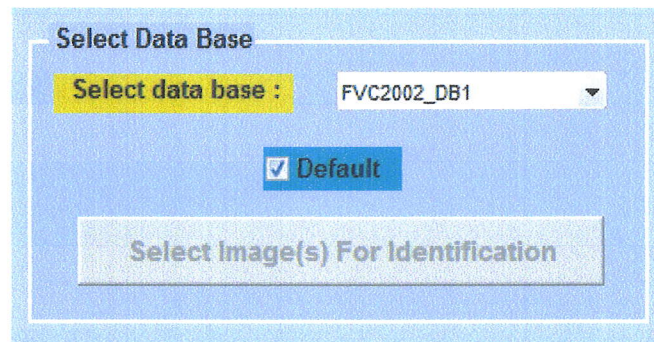 Select Data Base
Select data base :
FVC2002_DB1
Default
Select Image(s) For Identification